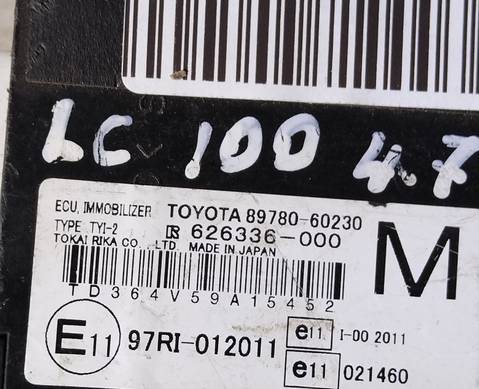 LC 100 4.7
ECU, IMMOBILIZER TOYOTA 89780-60230
TYPE TYI-2 626336-000
TOKAI RIKA CO., LTD. MADE IN JAPAN
M
TD364V59A15452
E11 97RI-012011 e11 I-00 2011
e11 021460